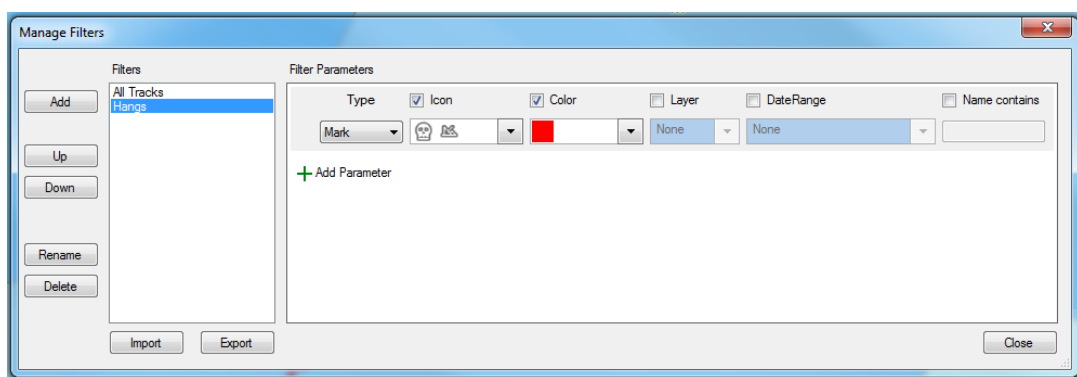 Manage Filters
Filters
Filter Parameters
Add
Up
Down
Rename
Delete
All Tracks
Hangs
Type Icon Color Layer DateRange Name contains
Mark None None
Add Parameter
Import Export Close